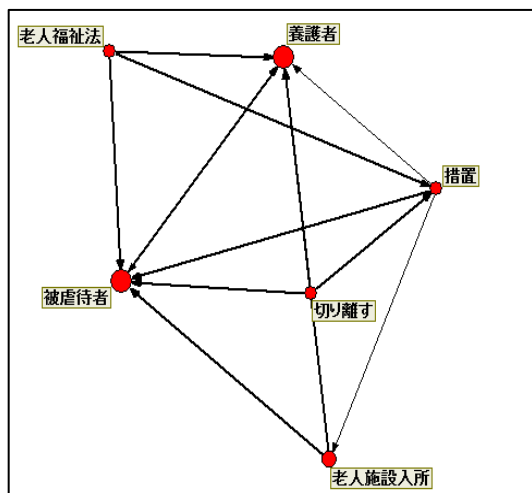 老人福祉法
養護者
措置
被虐待者
切り離す
老人施設入所